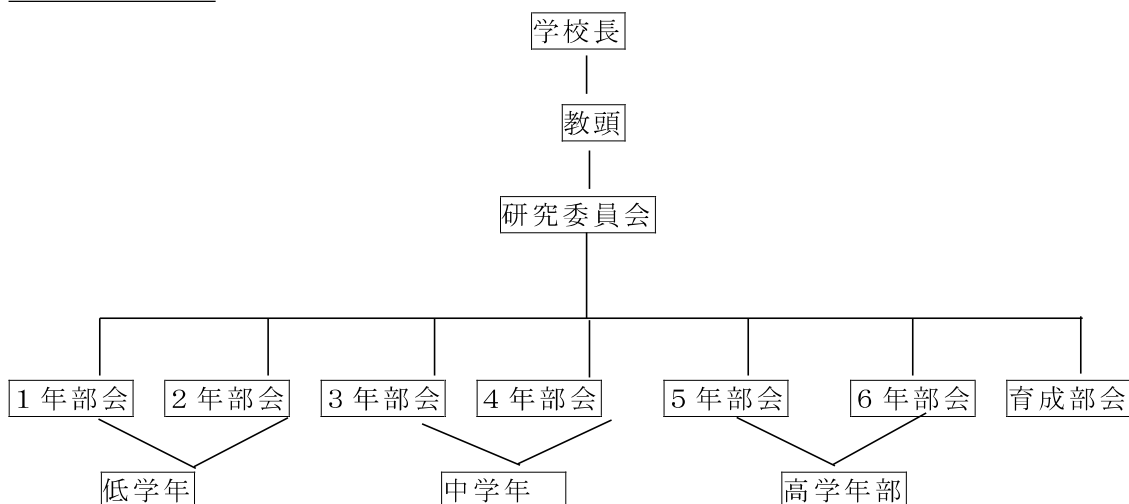 学校長
教頭
研究委員会
１年部会 ２年部会 ３年部会 ４年部会 ５年部会 ６年部会 育成部会
低学年 中学年 高学年部